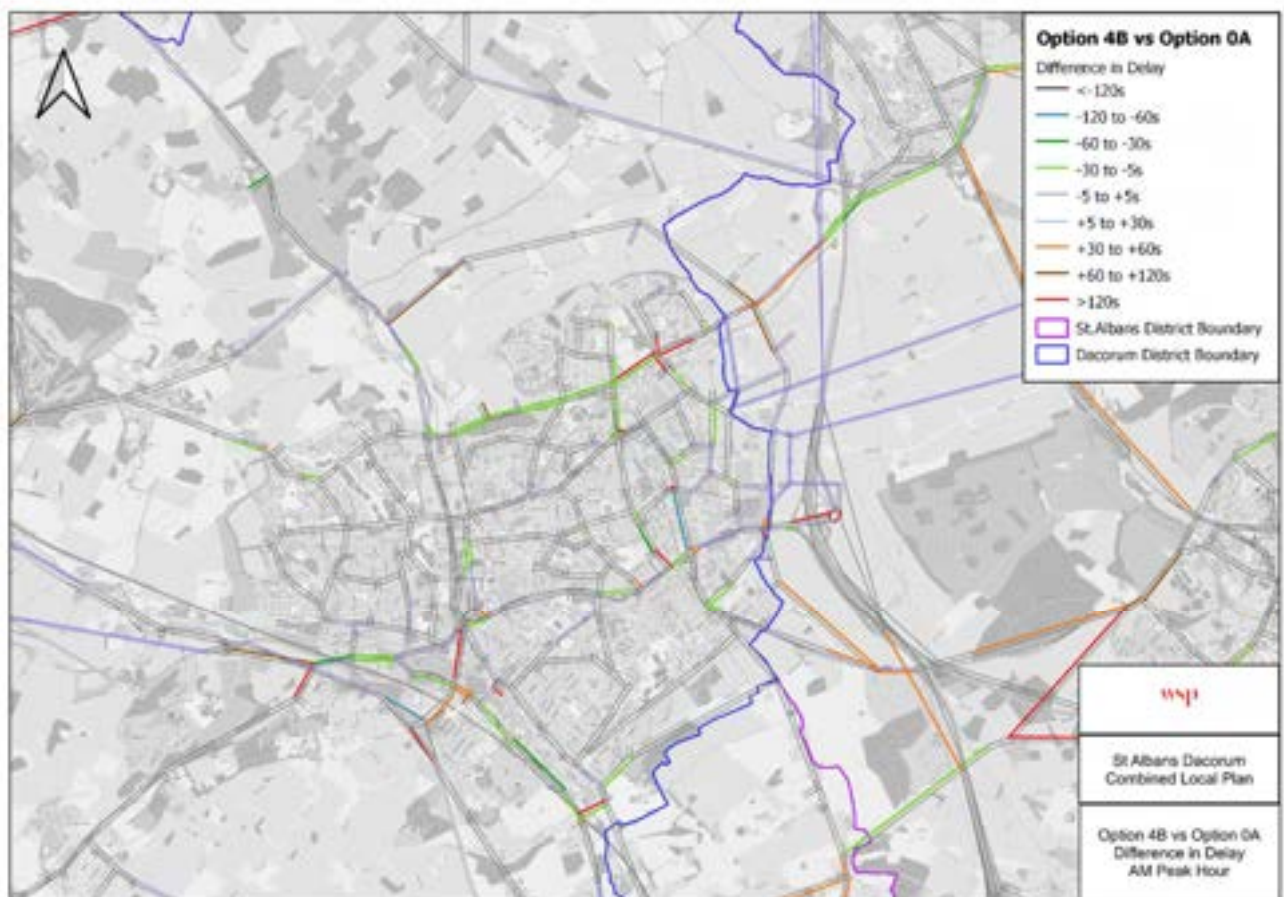 Option 4B vs Option 0A
Difference in Delay
<-120s
-120 to -60s
-60 to -30s
-30 to -5s
-5 to +5s
+5 to +30s
+30 to +60s
+60 to +120s
>120s
St.Albans District Boundary
Dacorum District Boundary
wsp
St Albans Dacorum
Combined Local Plan
Option 4B vs Option 0A
Difference in Delay
AM Peak Hour